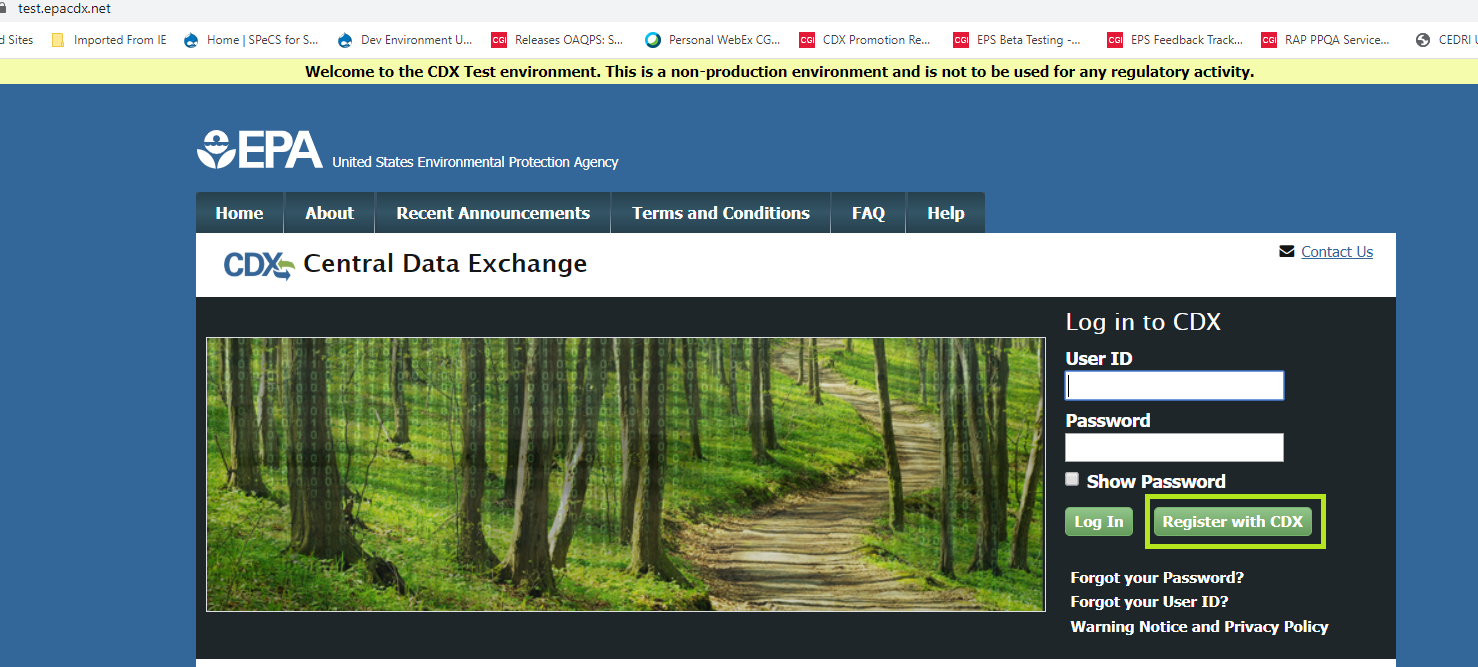 test.epacdx.net
d Sites Imported From IE Home | SPeCS for S... Dev Environment U... CGI Releases OAQPS: S... Personal WebEx CG... CGI CDX Promotion Re... CGI EPS Beta Testing -... CGI EPS Feedback Track... CGI RAP PPQA Service... CEDRI U
Welcome to the CDX Test environment. This is a non-production environment and is not to be used for any regulatory activity.
EPA United States Environmental Protection Agency
Home About Recent Announcements Terms and Conditions FAQ Help
Contact Us
CDX Central Data Exchange
Log in to CDX
User ID
Password
Show Password
Log In Register with CDX
Forgot your Password?
Forgot your User ID?
Warning Notice and Privacy Policy